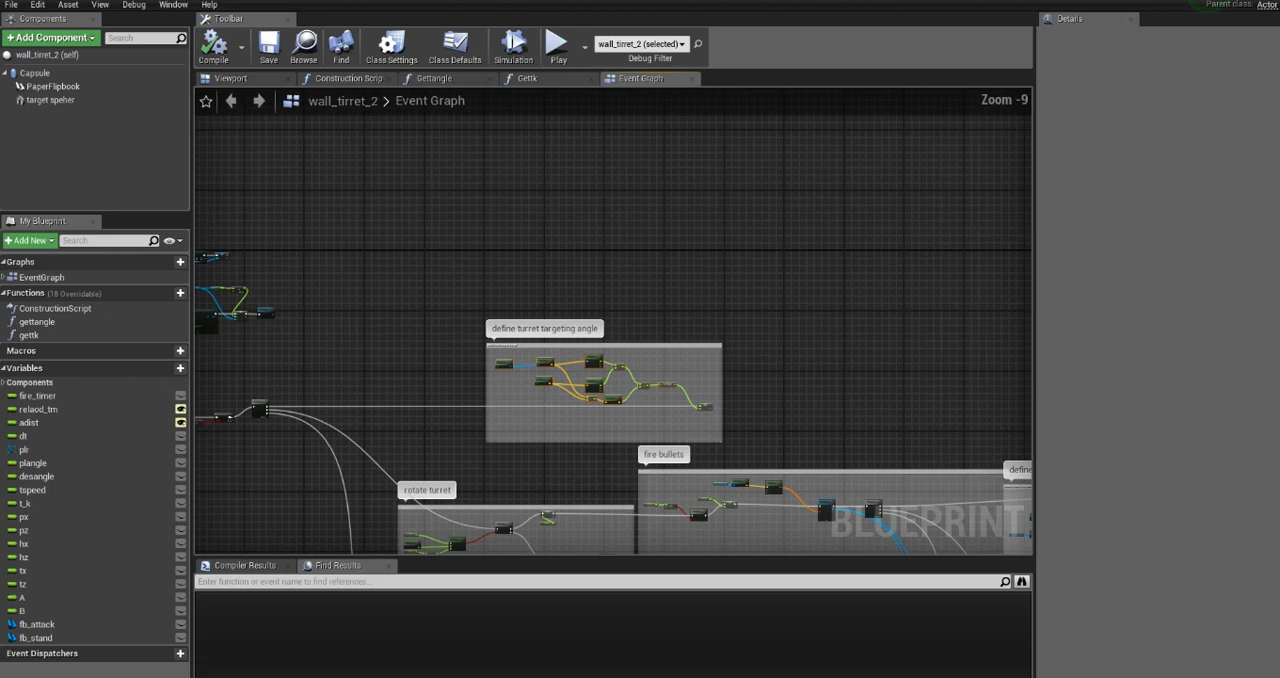 File Edit Asset View Debug Window Help
Parent class: Actor
Components
Toolbar
Details
+Add Component
Search
wall_tirret_2 (self)
Capsule
PaperFlipbook
target speher
Compile
Save
Browse
Find
Class Settings
Class Defaults
Simulation
Play
wall_tirret_2 (selected)
Debug Filter
Viewport
Construction Scrip
Gettangle
Gettk
Event Graph
wall_tirret_2 > Event Graph
Zoom -9
My Blueprint
+Add New
Search
Graphs
EventGraph
Functions (18 Overridable)
ConstructionScript
gettangle
gettk
Macros
Variables
Components
fire_timer
relaod_tm
adist
dt
plr
plangle
desangle
tspeed
t_k
px
pz
hx
hz
tx
tz
A
B
fb_attack
fb_stand
Event Dispatchers
define turret targeting angle
fire bullets
rotate turret
define
BLUEPRINT
Compiler Results
Find Results
Enter function or event name to find references...